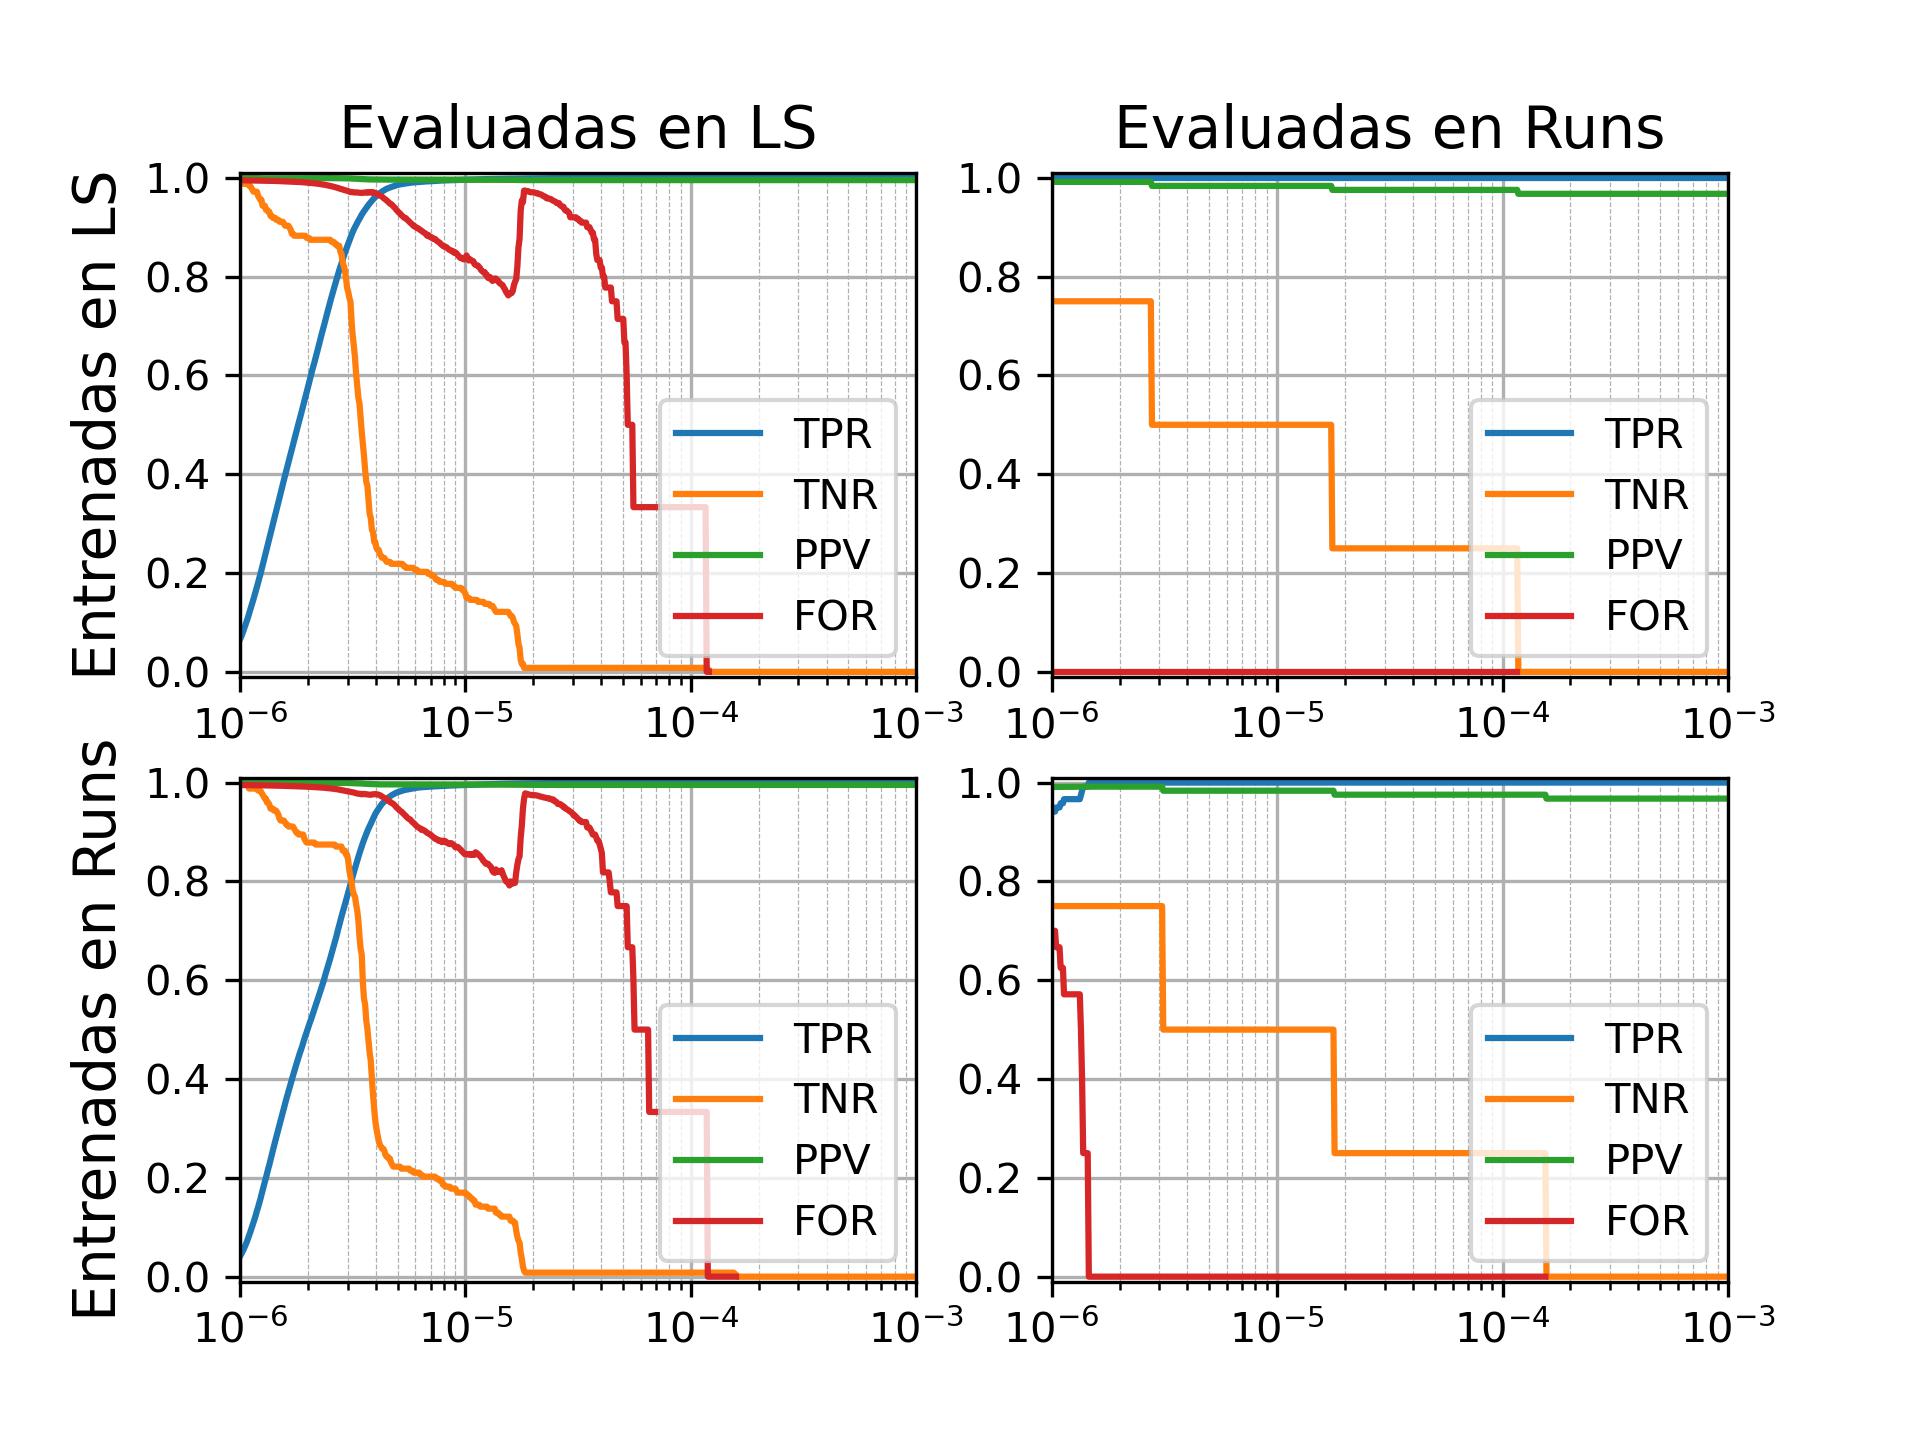 Evaluadas en LS
Evaluadas en Runs
Entrenadas en LS
1.0
0.8
0.6
0.4
0.2
0.0
10⁻⁶
10⁻⁵
10⁻⁴
10⁻³
TPR
TNR
PPV
FOR
1.0
0.8
0.6
0.4
0.2
0.0
10⁻⁶
10⁻⁵
10⁻⁴
10⁻³
TPR
TNR
PPV
FOR
Entrenadas en Runs
1.0
0.8
0.6
0.4
0.2
0.0
10⁻⁶
10⁻⁵
10⁻⁴
10⁻³
TPR
TNR
PPV
FOR
1.0
0.8
0.6
0.4
0.2
0.0
10⁻⁶
10⁻⁵
10⁻⁴
10⁻³
TPR
TNR
PPV
FOR